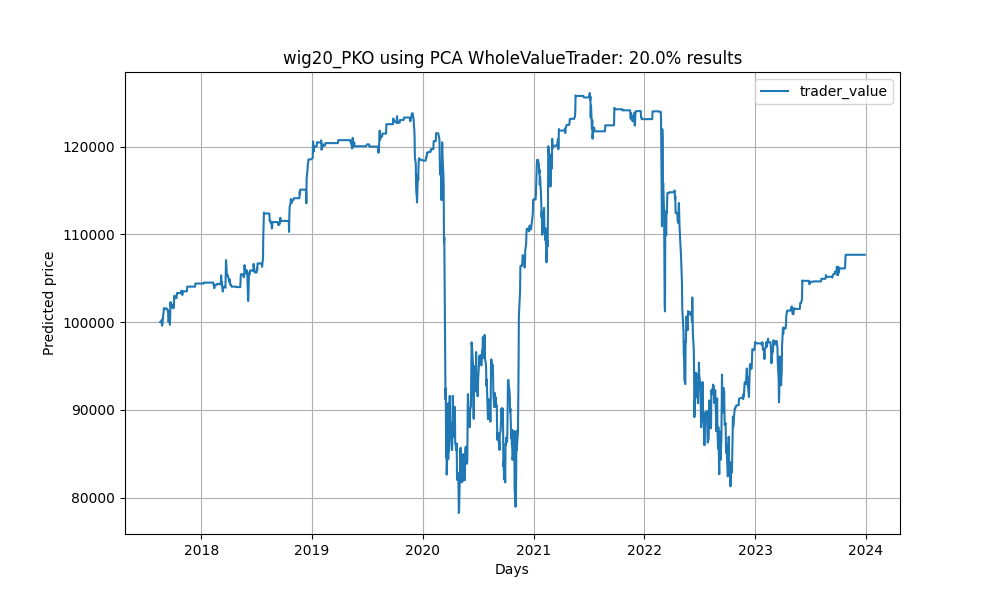 wig20_PKO using PCA WholeValueTrader: 20.0% results
trader_value
120000
110000
100000
90000
80000
Predicted price
2018 2019 2020 2021 2022 2023 2024
Days